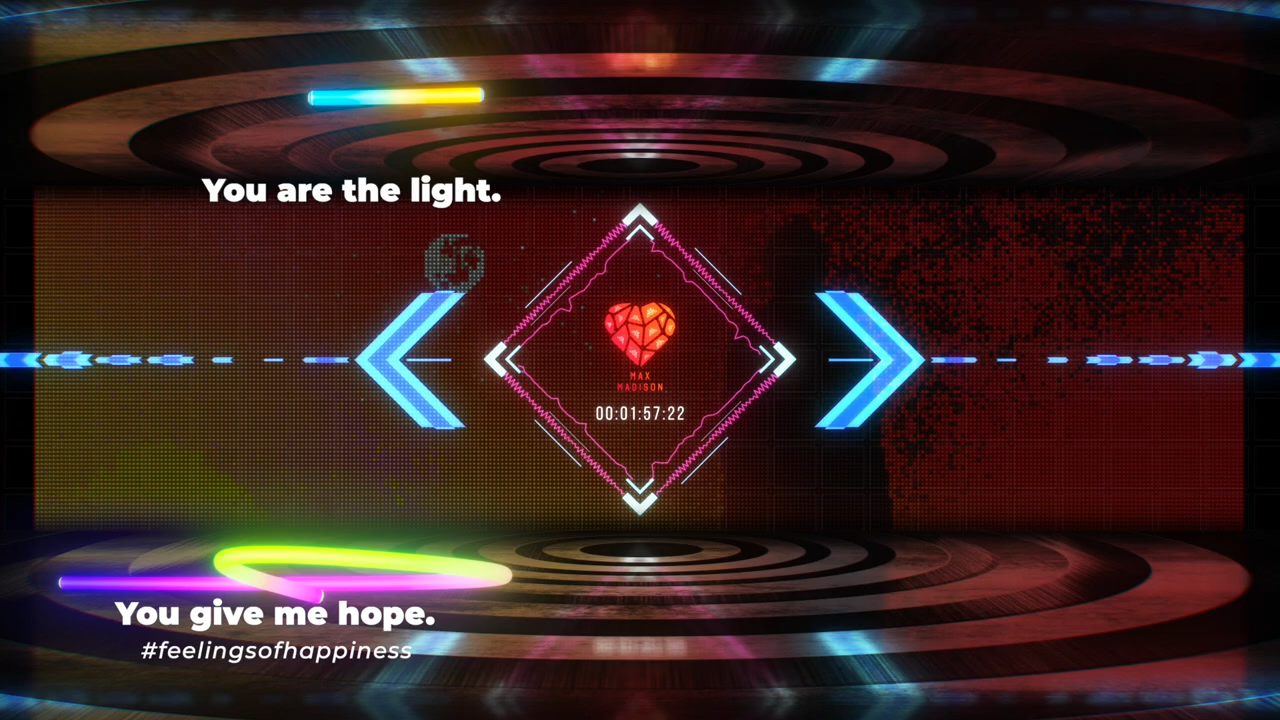 You are the light.
MAX
MADISON
00:01:57:22
You give me hope.
#feelingsofhappiness